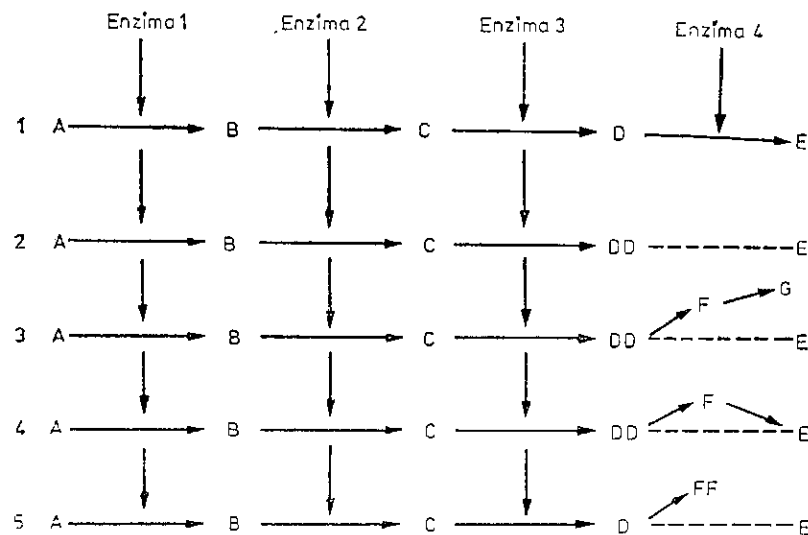 Enzima 1 Enzima 2 Enzima 3 Enzima 4
1 A B C D E
2 A B C DD E
F G
3 A B C DD E
F
4 A B C DD E
FF
5 A B C D E